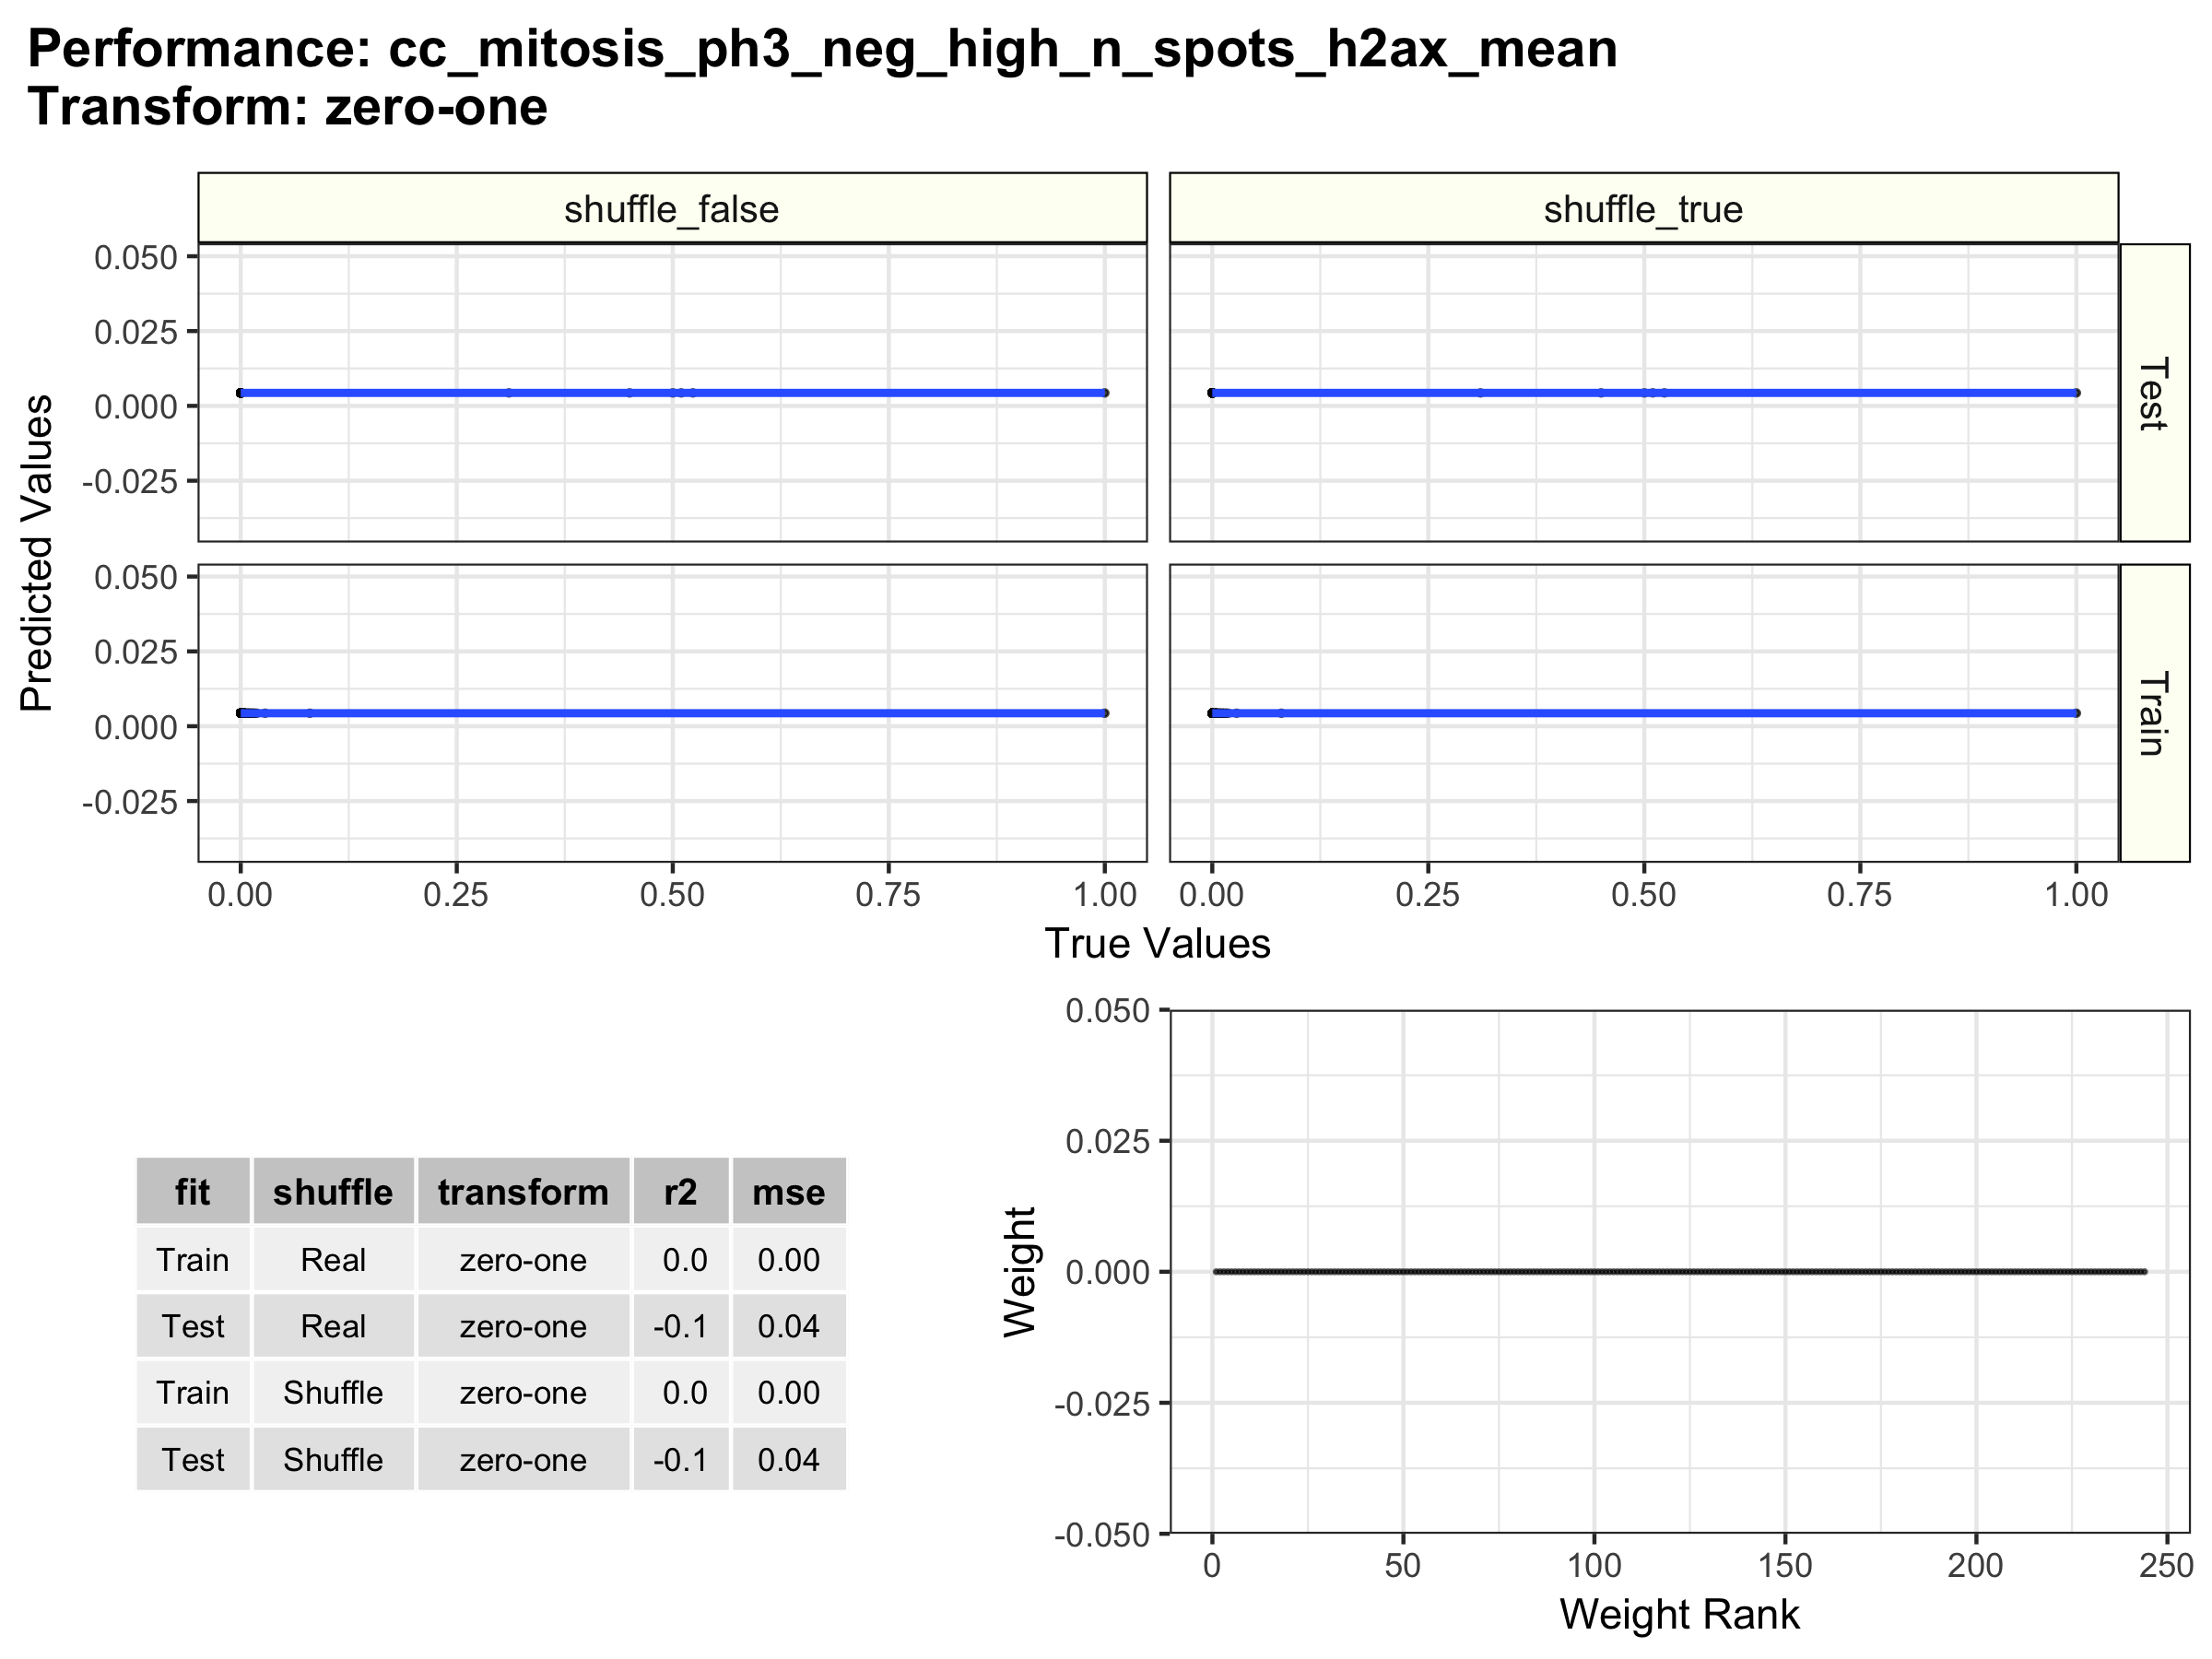 Performance: cc_mitosis_ph3_neg_high_n_spots_h2ax_mean
Transform: zero-one
shuffle_false
shuffle_true
0.050
0.025
0.000
-0.025
Test
0.050
0.025
0.000
-0.025
Train
Predicted Values
0.00 0.25 0.50 0.75 1.00
0.00 0.25 0.50 0.75 1.00
True Values
fit shuffle transform r2 mse
Train Real zero-one 0.0 0.00
Test Real zero-one -0.1 0.04
Train Shuffle zero-one 0.0 0.00
Test Shuffle zero-one -0.1 0.04
Weight
0.050
0.025
0.000
-0.025
-0.050
0 50 100 150 200 250
Weight Rank